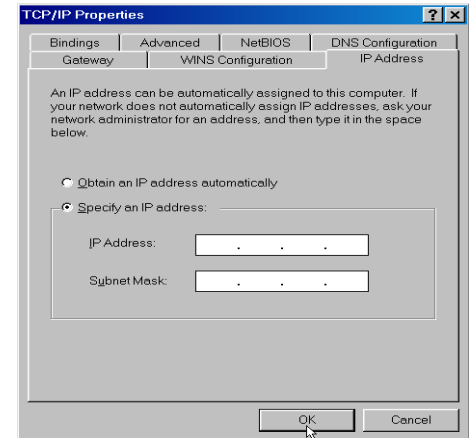 TCP/IP Properties
Bindings Advanced NetBIOS DNS Configuration
Gateway WINS Configuration IP Address
An IP address can be automatically assigned to this computer. If
your network does not automatically assign IP addresses, ask your
network administrator for an address, and then type it in the space
below.
Obtain an IP address automatically
Specify an IP address:
IP Address: . . .
Subnet Mask: . . .
OK Cancel